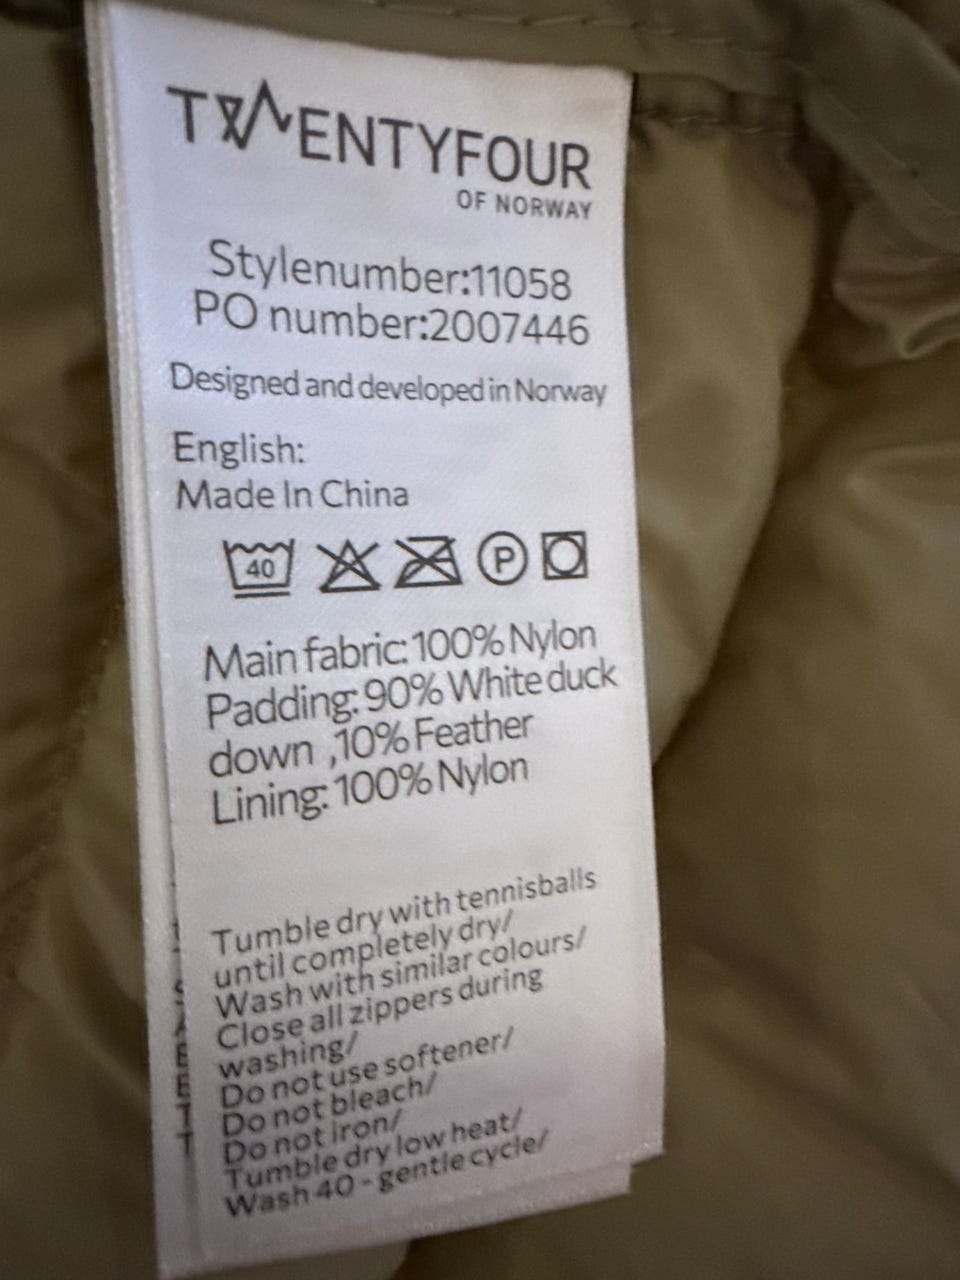 TWENTYFOUR
OF NORWAY
Stylenumber:11058
PO number:2007446
Designed and developed in Norway
English:
Made In China
40 P
Main fabric: 100% Nylon
Padding: 90% White duck
down ,10% Feather
Lining: 100% Nylon
Tumble dry with tennisballs
until completely dry/
Wash with similar colours/
Close all zippers during
washing/
Do not use softener/
Do not bleach/
Do not iron/
Tumble dry low heat/
Wash 40 - gentle cycle/